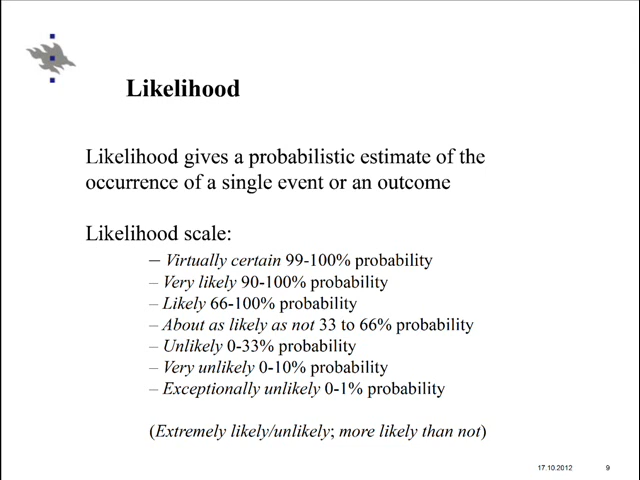 Likelihood
Likelihood gives a probabilistic estimate of the
occurrence of a single event or an outcome
Likelihood scale:
– Virtually certain 99-100% probability
– Very likely 90-100% probability
– Likely 66-100% probability
– About as likely as not 33 to 66% probability
– Unlikely 0-33% probability
– Very unlikely 0-10% probability
– Exceptionally unlikely 0-1% probability
(Extremely likely/unlikely; more likely than not)
17.10.2012 9